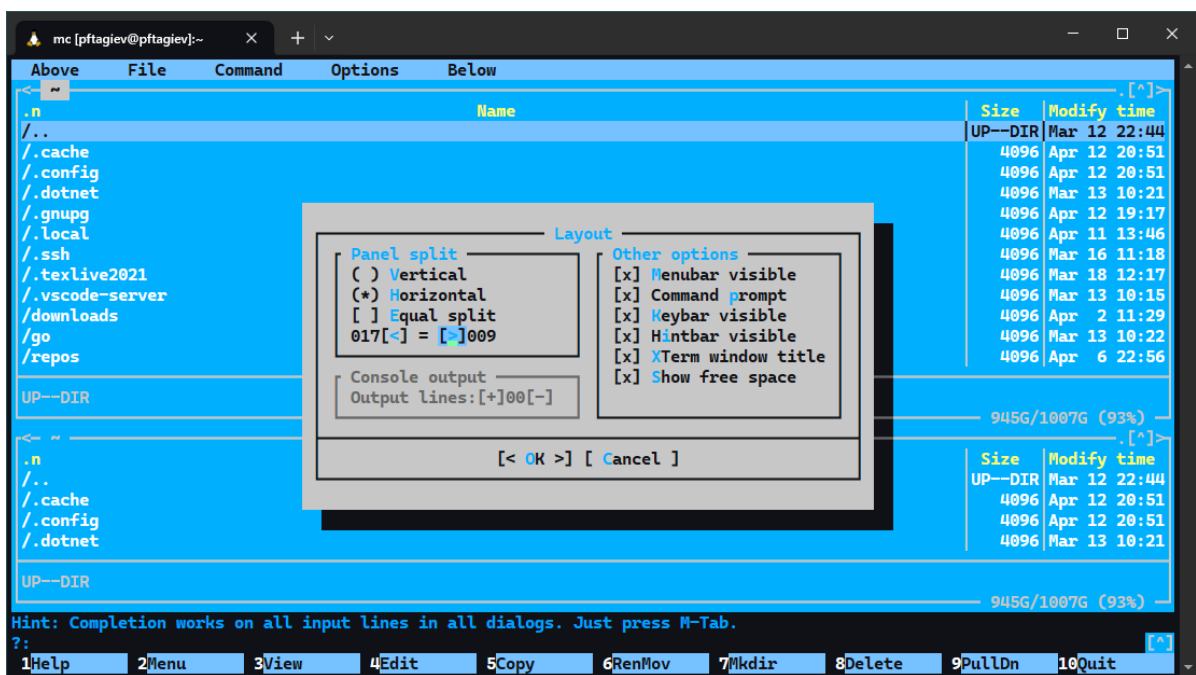 mc [pftagiev@pftagiev]:~
Above File Command Options Below
<- ~ .[^]>
.n Name Size Modify time
/.. UP--DIR Mar 12 22:44
/.cache 4096 Apr 12 20:51
/.config 4096 Apr 12 20:51
/.dotnet 4096 Mar 13 10:21
/.gnupg 4096 Apr 12 19:17
/.local 4096 Apr 11 13:46
/.ssh 4096 Mar 16 11:18
/.texlive2021 4096 Mar 18 12:17
/.vscode-server 4096 Mar 13 10:15
/downloads 4096 Apr 2 11:29
/go 4096 Mar 13 10:22
/repos 4096 Apr 6 22:56
UP--DIR
945G/1007G (93%)
Layout
Panel split
( ) Vertical
(*) Horizontal
[ ] Equal split
017[<] = [>]009
Console output
Output lines:[+]00[-]
Other options
[x] Menubar visible
[x] Command prompt
[x] Keybar visible
[x] Hintbar visible
[x] XTerm window title
[x] Show free space
[< OK >] [ Cancel ]
<- ~ .[^]>
.n Size Modify time
/.. UP--DIR Mar 12 22:44
/.cache 4096 Apr 12 20:51
/.config 4096 Apr 12 20:51
/.dotnet 4096 Mar 13 10:21
UP--DIR
945G/1007G (93%)
Hint: Completion works on all input lines in all dialogs. Just press M-Tab.
?: [^]
1Help 2Menu 3View 4Edit 5Copy 6RenMov 7Mkdir 8Delete 9PullDn 10Quit